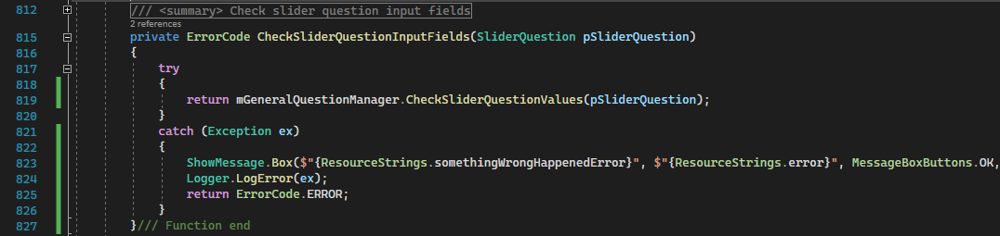 812 /// <summary> Check slider question input fields
2 references
815 private ErrorCode CheckSliderQuestionInputFields(SliderQuestion pSliderQuestion)
816 {
817 try
818 {
819 return mGeneralQuestionManager.CheckSliderQuestionValues(pSliderQuestion);
820 }
821 catch (Exception ex)
822 {
823 ShowMessage.Box($"{ResourceStrings.somethingWrongHappenedError}", $"{ResourceStrings.error}", MessageBoxButtons.OK,
824 Logger.LogError(ex);
825 return ErrorCode.ERROR;
826 }
827 }/// Function end